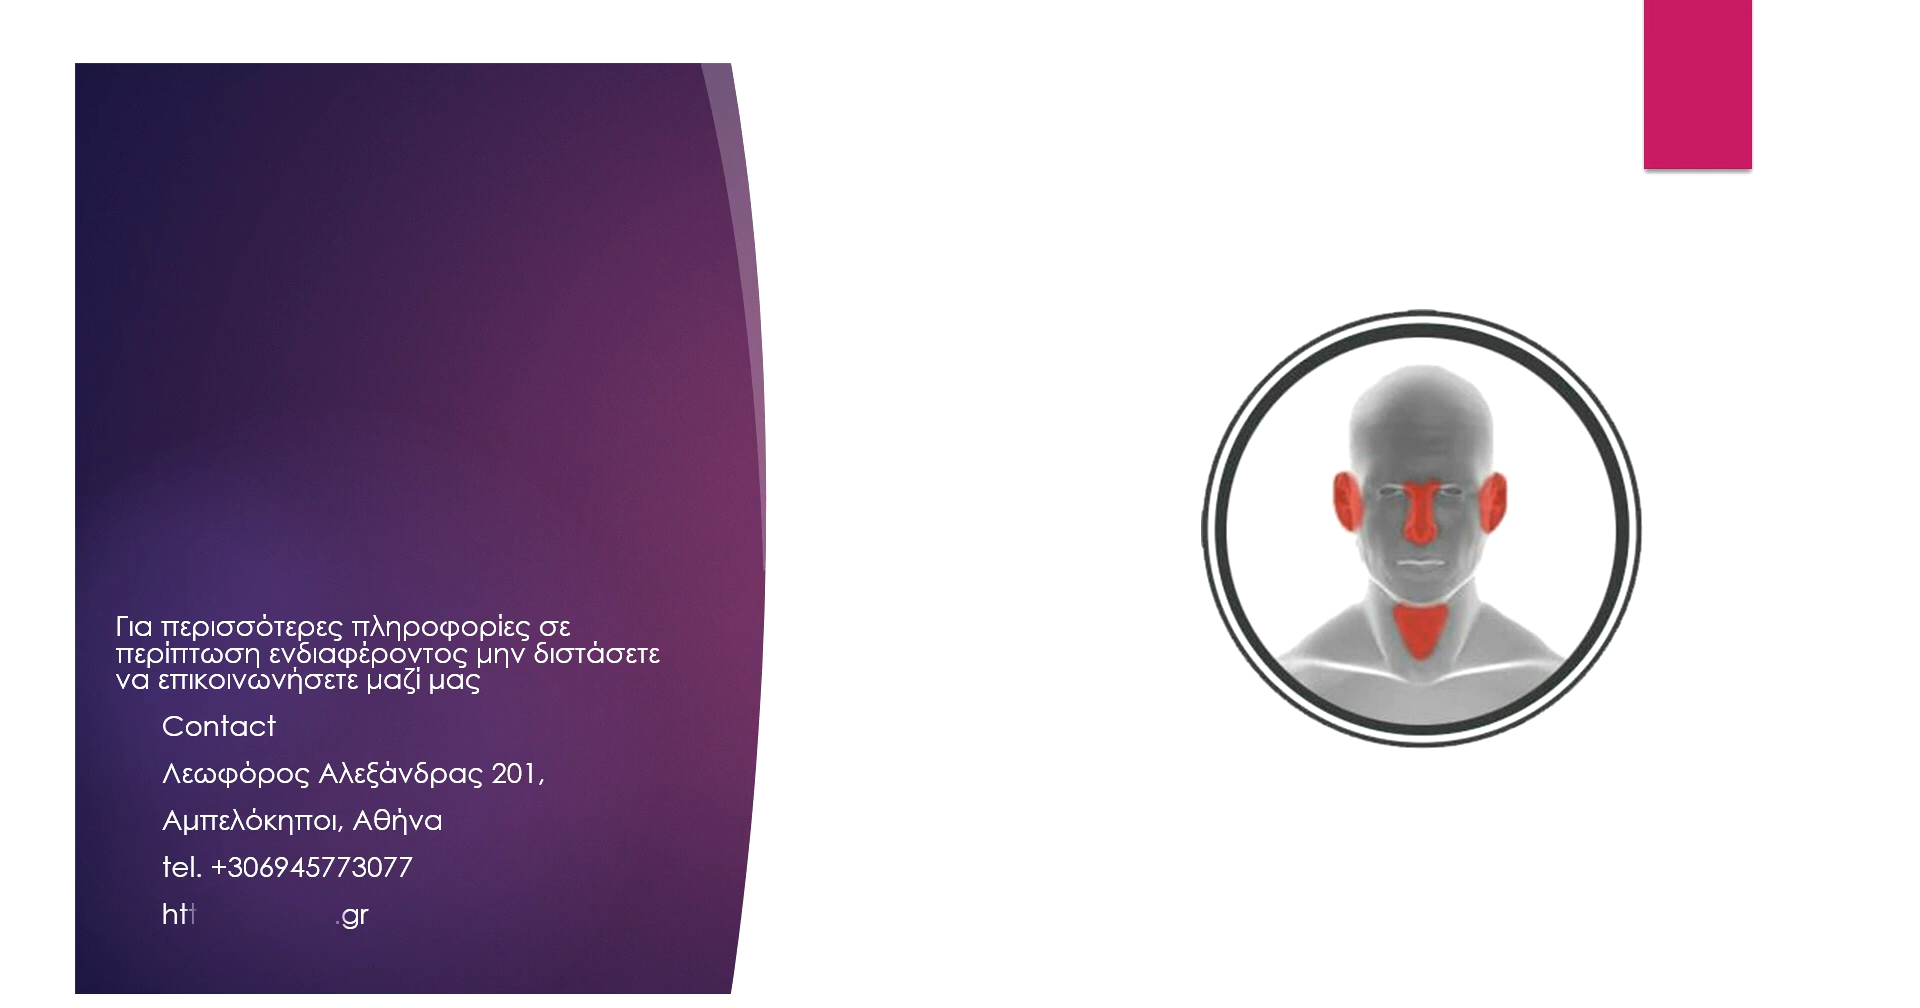 Για περισσότερες πληροφορίες σε
περίπτωση ενδιαφέροντος μην διστάσετε
να επικοινωνήσετε μαζί μας
Contact
Λεωφόρος Αλεξάνδρας 201,
Αμπελόκηποι, Αθήνα
tel. +306945773077
.gr